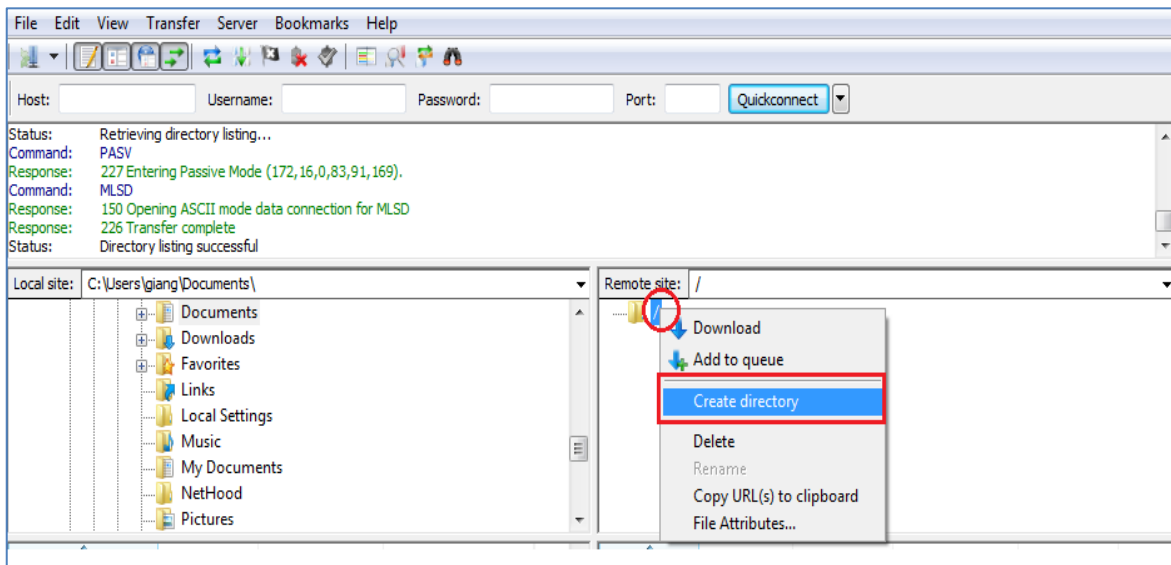 File Edit View Transfer Server Bookmarks Help
Host: Username: Password: Port: Quickconnect
Status: Retrieving directory listing...
Command: PASV
Response: 227 Entering Passive Mode (172,16,0,83,91,169).
Command: MLSD
Response: 150 Opening ASCII mode data connection for MLSD
Response: 226 Transfer complete
Status: Directory listing successful
Local site: C:\Users\giang\Documents\
Documents
Downloads
Favorites
Links
Local Settings
Music
My Documents
NetHood
Pictures
Remote site: /
/
Download
Add to queue
Create directory
Delete
Rename
Copy URL(s) to clipboard
File Attributes...